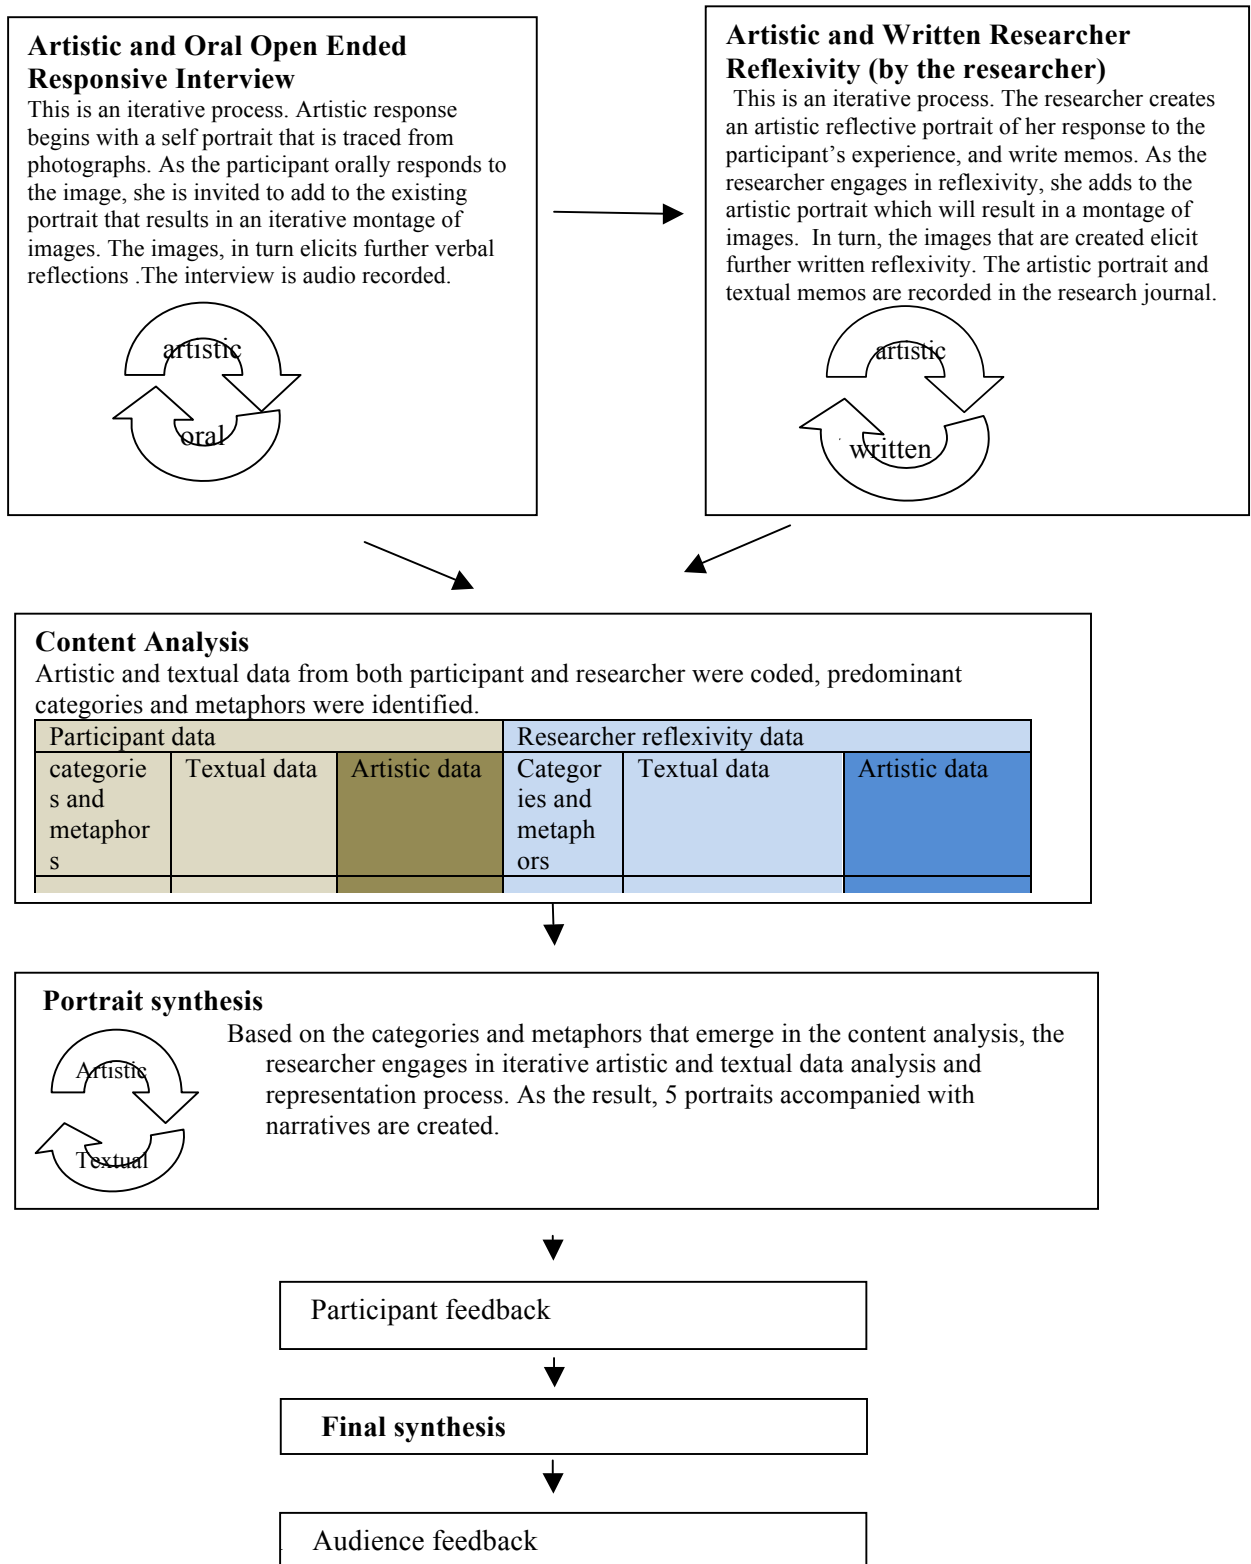 Artistic and Oral Open Ended
Responsive Interview
This is an iterative process. Artistic response
begins with a self portrait that is traced from
photographs. As the participant orally responds to
the image, she is invited to add to the existing
portrait that results in an iterative montage of
images. The images, in turn elicits further verbal
reflections .The interview is audio recorded.
artistic
oral
Artistic and Written Researcher
Reflexivity (by the researcher)
This is an iterative process. The researcher creates
an artistic reflective portrait of her response to the
participant’s experience, and write memos. As the
researcher engages in reflexivity, she adds to the
artistic portrait which will result in a montage of
images.  In turn, the images that are created elicit
further written reflexivity. The artistic portrait and
textual memos are recorded in the research journal.
artistic
written
Content Analysis
Artistic and textual data from both participant and researcher were coded, predominant
categories and metaphors were identified.
Participant data
Researcher reflexivity data
categorie
s and
metaphor
s
Textual data
Artistic data
Categor
ies and
metaph
ors
Textual data
Artistic data
Portrait synthesis
Artistic
Textual
Based on the categories and metaphors that emerge in the content analysis, the
researcher engages in iterative artistic and textual data analysis and
representation process. As the result, 5 portraits accompanied with
narratives are created.
Participant feedback
Final synthesis
Audience feedback